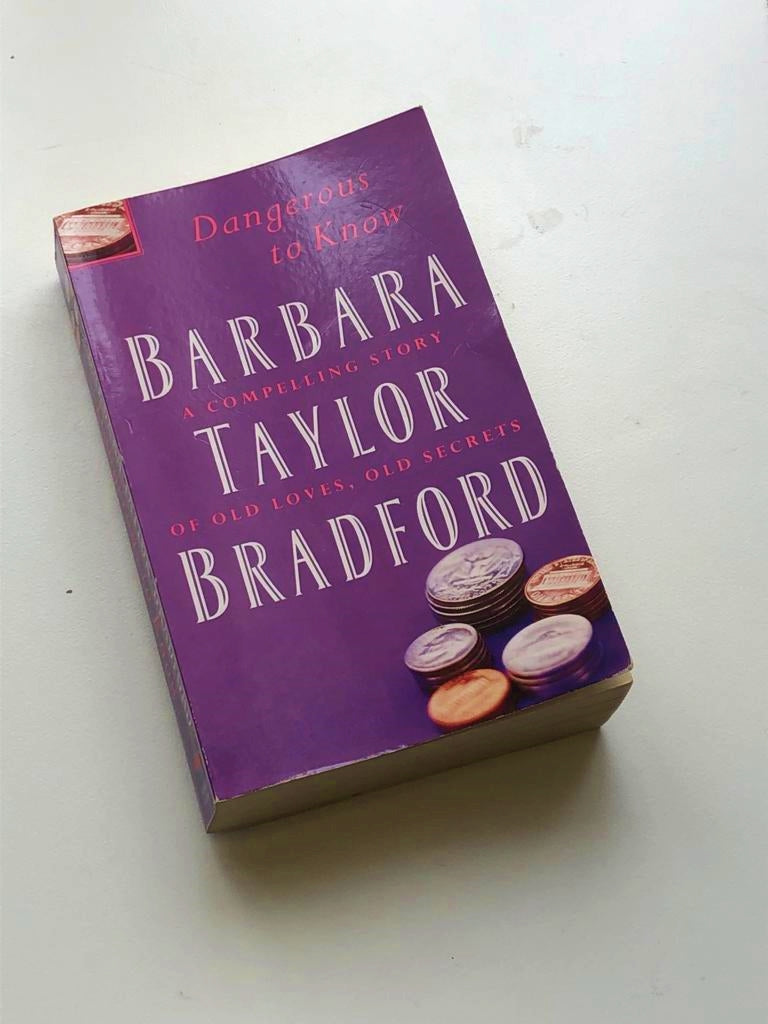 Dangerous
to Know
BARBARA
A COMPELLING STORY
TAYLOR
OF OLD LOVES, OLD SECRETS
BRADFORD